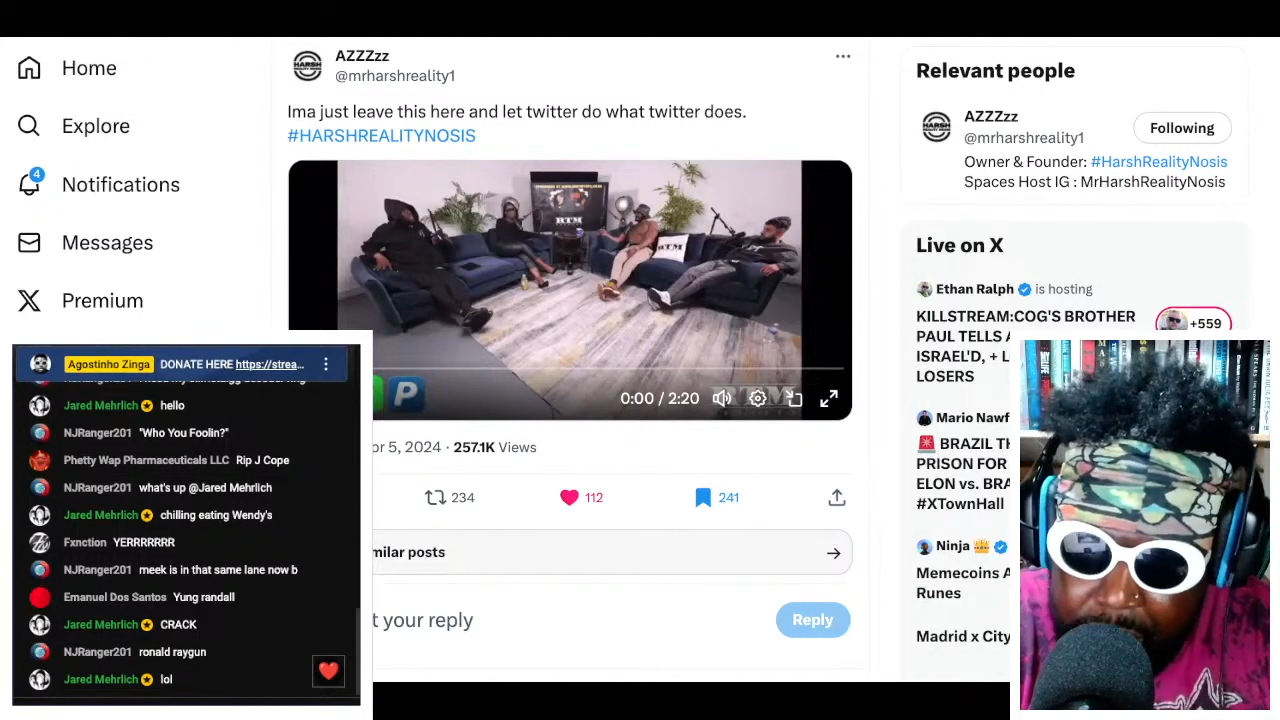 Home
Explore
4
Notifications
Messages
Premium
AZZZzz
@mrharshreality1
Ima just leave this here and let twitter do what twitter does.
#HARSHREALITYNOSIS
HARSH
RTM
0:00 / 2:20
5, 2024 · 257.1K Views
234
112
241
milar posts
your reply
Reply
Relevant people
AZZZzz
@mrharshreality1
Following
Owner & Founder: #HarshRealityNosis
Spaces Host IG : MrHarshRealityNosis
Live on X
Ethan Ralph is hosting
KILLSTREAM:COG'S BROTHER
PAUL TELLS
ISRAEL'D, + L
LOSERS
+559
Mario Nawf
BRAZIL TH
PRISON FOR
ELON vs. BRA
#XTownHall
Ninja
Memecoins A
Runes
Madrid x City
Agostinho Zinga DONATE HERE https://strea...
Jared Mehrlich hello
NJRanger201 "Who You Foolin?"
Phetty Wap Pharmaceuticals LLC Rip J Cope
NJRanger201 what's up @Jared Mehrlich
Jared Mehrlich chilling eating Wendy's
Fxnction YERRRRRRR
NJRanger201 meek is in that same lane now b
Emanuel Dos Santos Yung randall
Jared Mehrlich CRACK
NJRanger201 ronald raygun
Jared Mehrlich lol